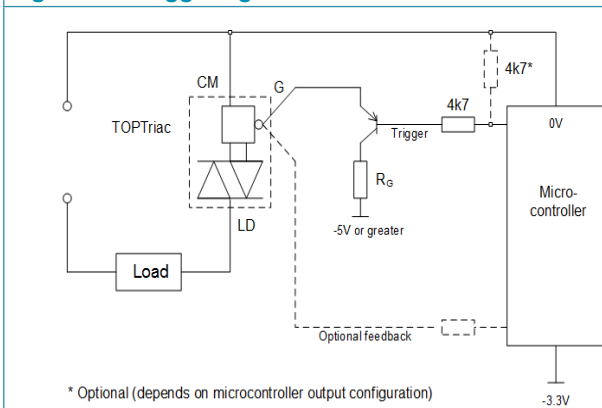 4k7*
CM
G
4k7
TOPTriac
0V
Trigger
RG
Micro-
controller
-5V or greater
LD
Load
Optional feedback
* Optional (depends on microcontroller output configuration)
-3.3V